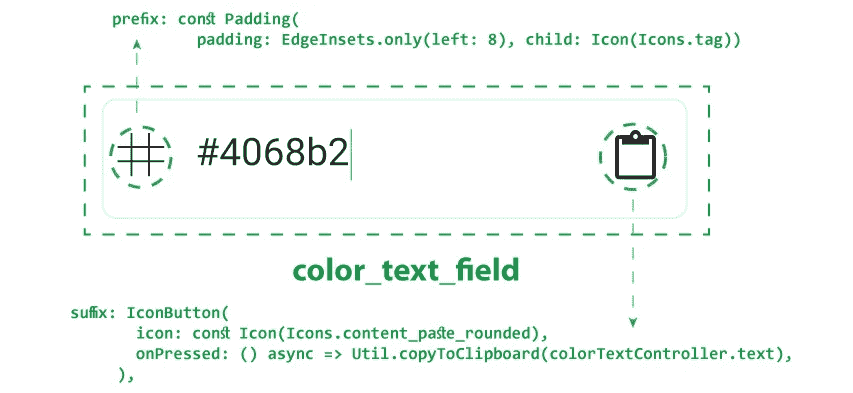 prefix: const Padding(
padding: EdgeInsets.only(left: 8), child: Icon(Icons.tag))
#4068b2
color_text_field
suffix: IconButton(
icon: const Icon(Icons.content_paste_rounded),
onPressed: () async => Util.copyToClipboard(colorTextController.text),
),